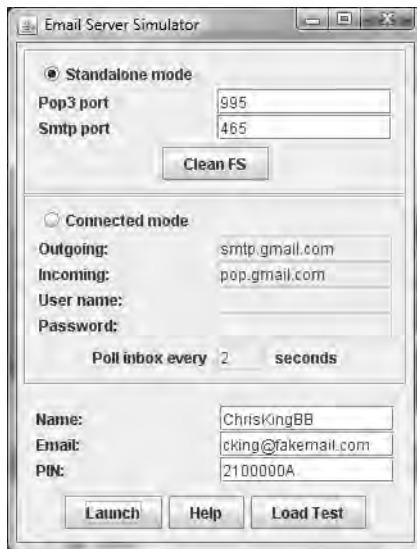 Email Server Simulator
Standalone mode
Pop3 port 995
Smtp port 465
Clean FS
Connected mode
Outgoing: smtp.gmail.com
Incoming: pop.gmail.com
User name:
Password:
Poll inbox every 2 seconds
Name: ChrisKingBB
Email: cking@fakemail.com
PIN: 2100000A
Launch Help Load Test